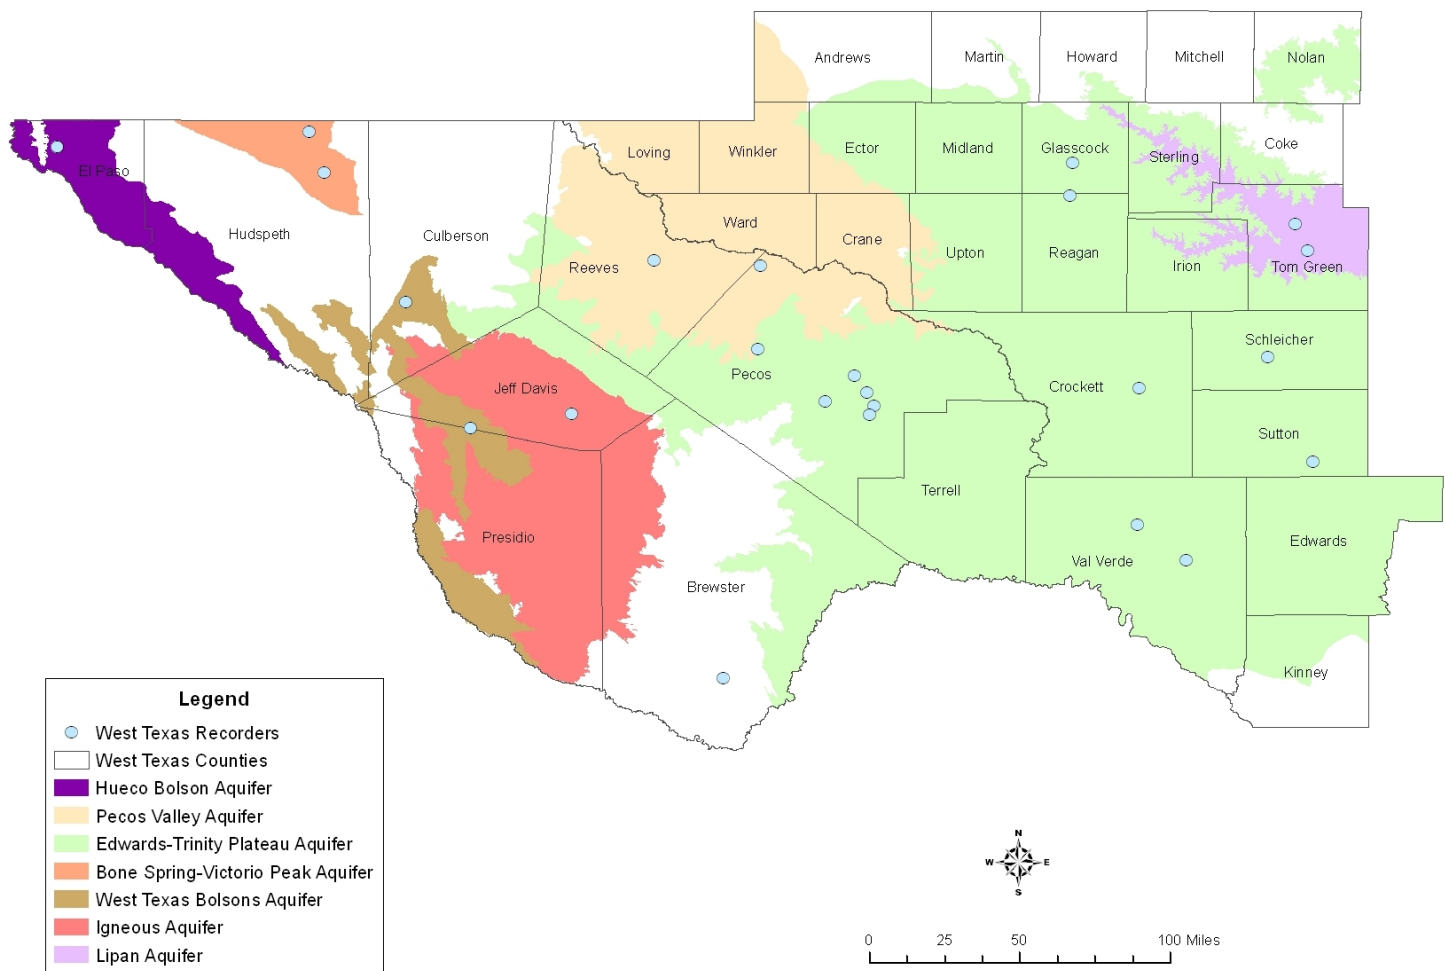 Andrews
Martin
Howard
Mitchell
Nolan
Loving
Winkler
Ector
Midland
Glasscock
Sterling
Coke
El Paso
Hudspeth
Culberson
Reeves
Ward
Crane
Upton
Reagan
Irion
Tom Green
Jeff Davis
Pecos
Crockett
Schleicher
Sutton
Terrell
Presidio
Brewster
Val Verde
Edwards
Kinney
Legend
West Texas Recorders
West Texas Counties
Hueco Bolson Aquifer
Pecos Valley Aquifer
Edwards-Trinity Plateau Aquifer
Bone Spring-Victorio Peak Aquifer
West Texas Bolsons Aquifer
Igneous Aquifer
Lipan Aquifer
N
W E
S
0 25 50 100 Miles